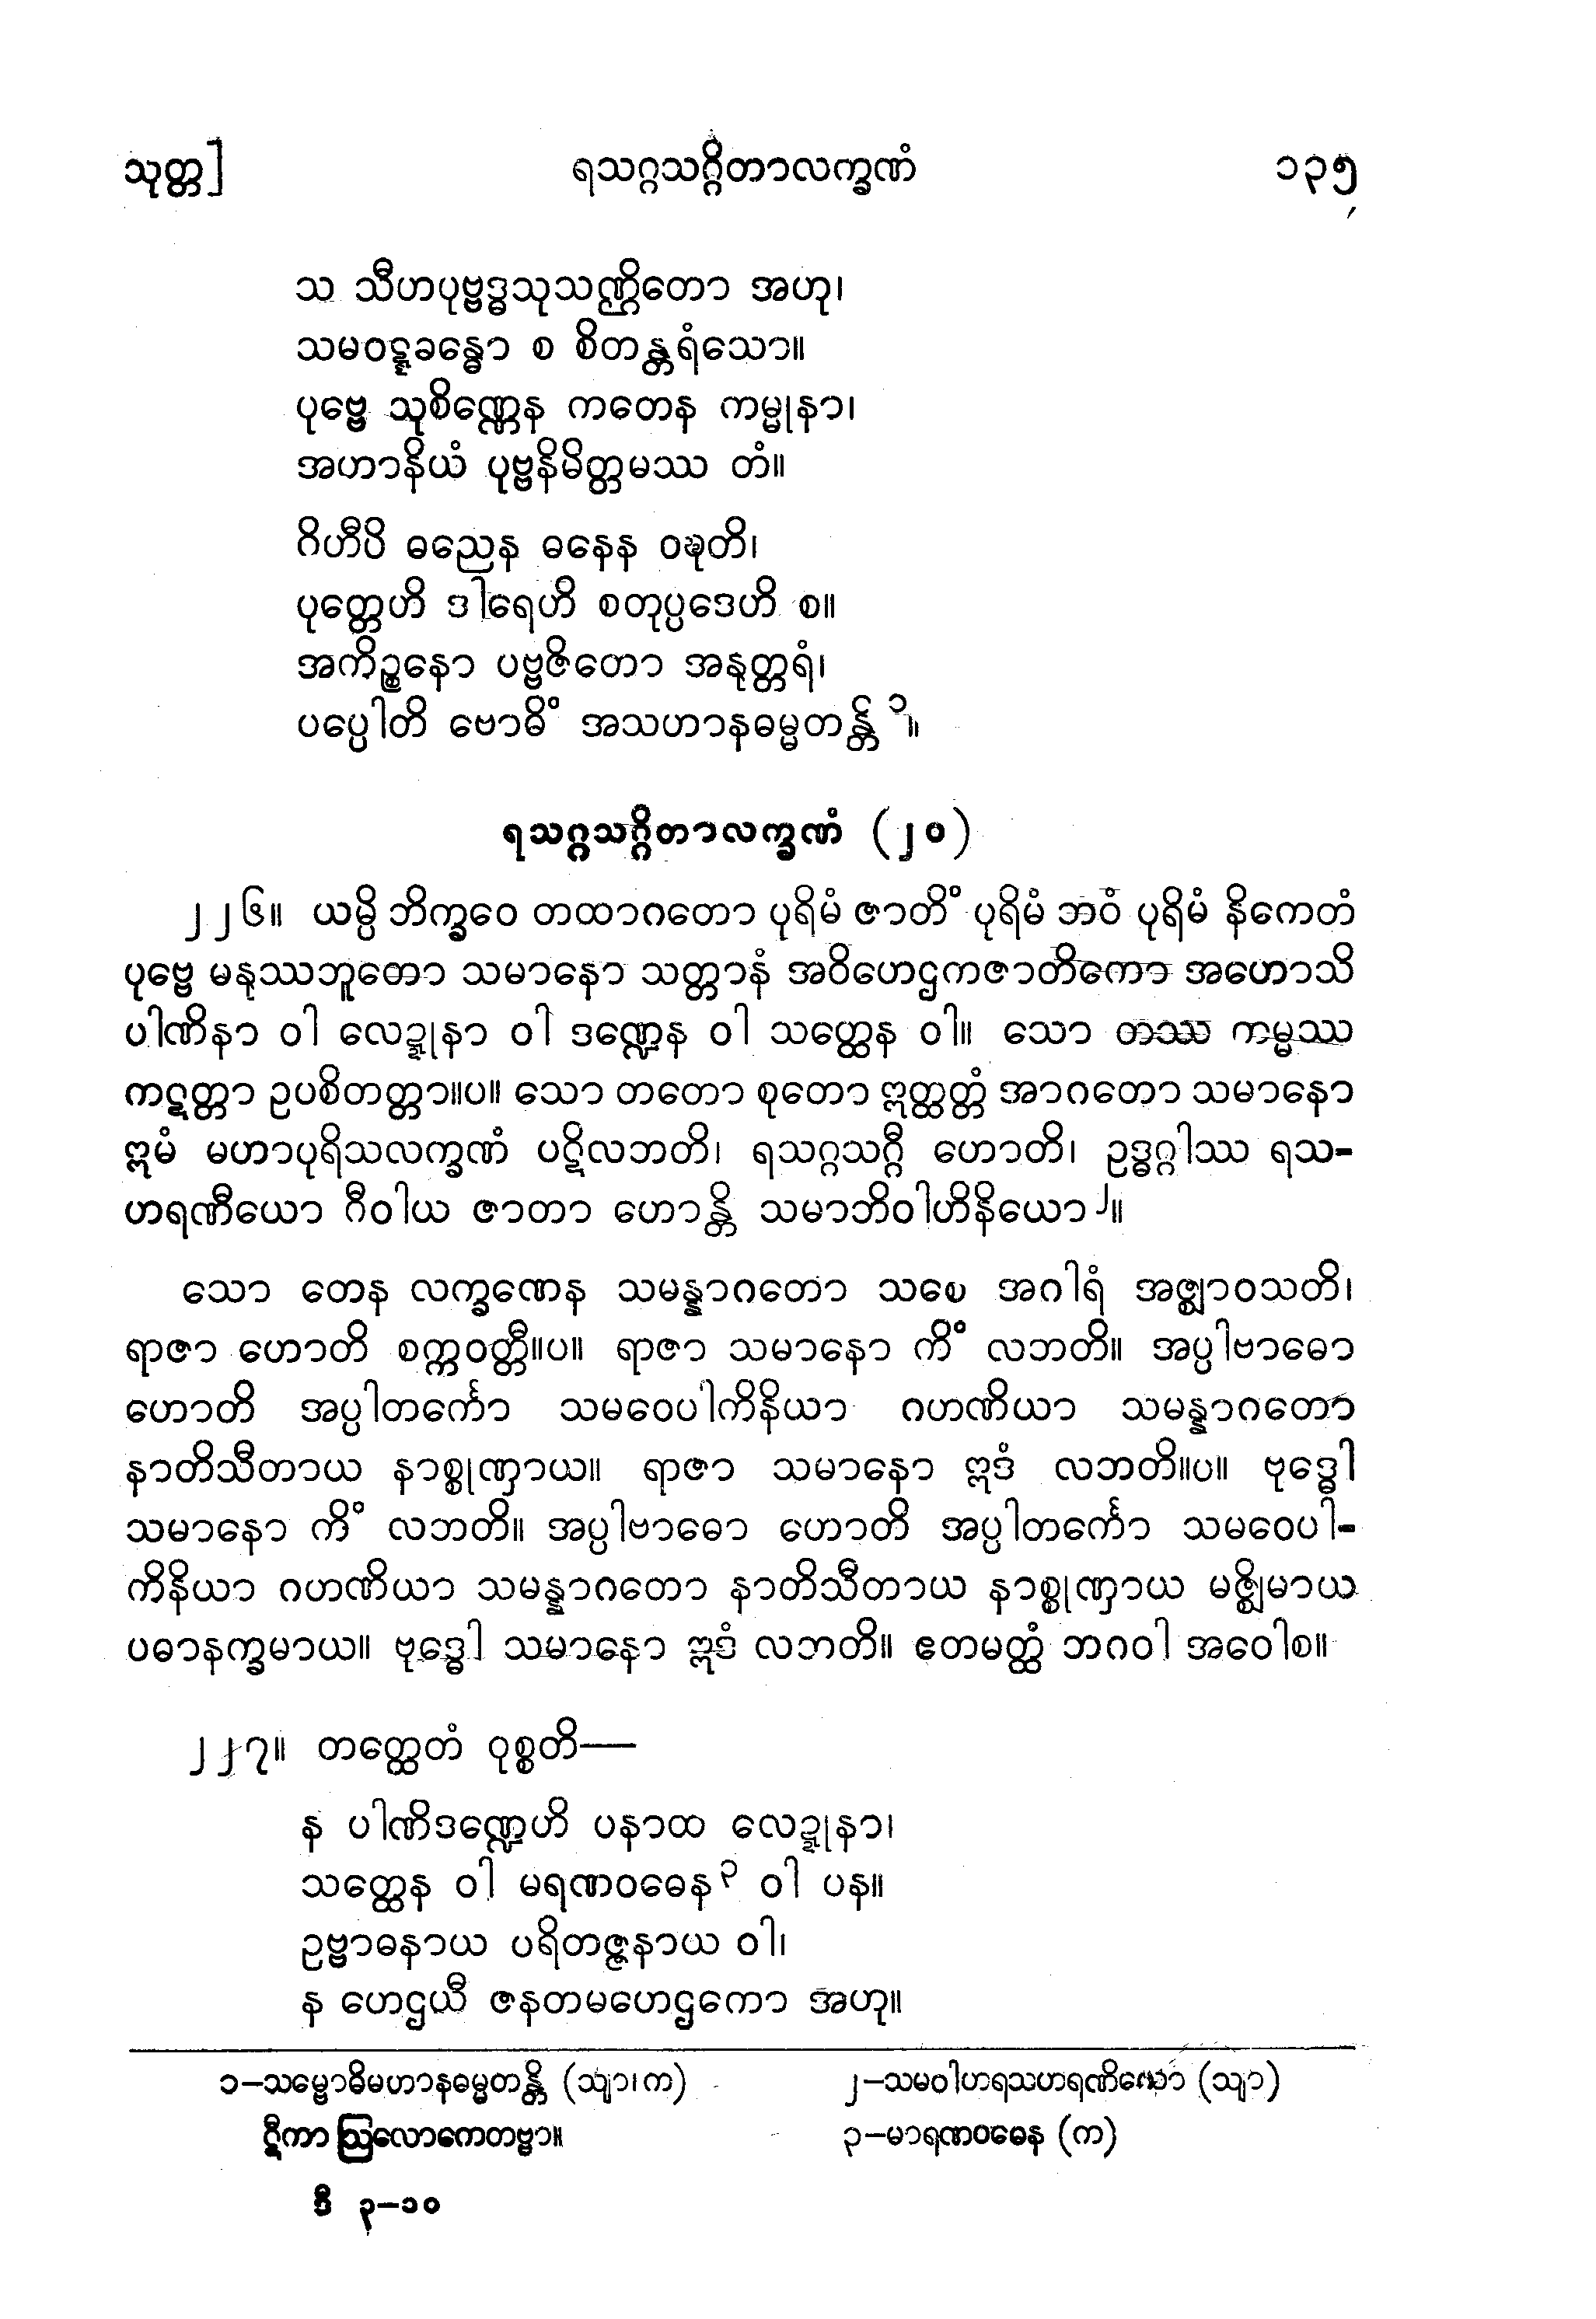 သုတ္တ] ရသဂ္ဂသဂ္ဂိတာလက္ခဏံ ၁၃၅
သ သီဟပုဗ္ဗဒ္ဓသုသဏ္ဌိတော အဟု၊
သမဝဋ္ဋခန္ဓော စ စိတန္တရံသော။
ပုဗ္ဗေ သုစိဏ္ဏေန ကတေန ကမ္မုနာ၊
အဟာနိယံ ပုဗ္ဗနိမိတ္တမဿ တံ။
ဂိဟီပိ ဓညေန ဓနေန ဝဍ္ဎတိ၊
ပုတ္တေဟိ ဒါရေဟိ စတုပ္ပဒေဟိ စ။
အကိဉ္စနော ပဗ္ဗဇိတော အနုတ္တရံ၊
ပပ္ပေါတိ ဗောဓိံ အသဟာနဓမ္မတန္တိ ၁။
ရသဂ္ဂသဂ္ဂိတာလက္ခဏံ (၂၀)
၂၂၆။ ယမ္ပိ ဘိက္ခဝေ တထာဂတော ပုရိမံ ဇာတိံ ပုရိမံ ဘဝံ ပုရိမံ နိကေတံ
ပုဗ္ဗေ မနုဿဘူတော သမာနော သတ္တာနံ အဝိဟေဌကဇာတိကော အဟောသိ
ပါဏိနာ ဝါ လေဍ္ဍုနာ ဝါ ဒဏ္ဍေန ဝါ သတ္ထေန ဝါ။ သော တဿ ကမ္မဿ
ကဋတ္တာ ဥပစိတတ္တာ။ပ။ သော တတော စုတော ဣတ္ထတ္တံ အာဂတော သမာနော
ဣမံ မဟာပုရိသလက္ခဏံ ပဋိလဘတိ၊ ရသဂ္ဂသဂ္ဂီ ဟောတိ၊ ဥဒ္ဓဂ္ဂါဿ ရသ-
ဟရဏီယော ဂီဝါယ ဇာတာ ဟောန္တိ သမာဘိဝါဟိနိယော ၂။
သော တေန လက္ခဏေန သမန္နာဂတော သစေ အဂါရံ အဇ္ဈာဝသတိ၊
ရာဇာ ဟောတိ စက္ကဝတ္တီ။ပ။ ရာဇာ သမာနော ကိံ လဘတိ။ အပ္ပါဗာဓော
ဟောတိ အပ္ပါတင်္ကော သမဝေပါကိနိယာ ဂဟဏိယာ သမန္နာဂတော
နာတိသီတာယ နာစ္စုဏှာယ။ ရာဇာ သမာနော ဣဒံ လဘတိ။ပ။ ဗုဒ္ဓေါ
သမာနော ကိံ လဘတိ။ အပ္ပါဗာဓော ဟောတိ အပ္ပါတင်္ကော သမဝေပါ-
ကိနိယာ ဂဟဏိယာ သမန္နာဂတော နာတိသီတာယ နာစ္စုဏှာယ မဇ္ဈိမာယ
ပဓာနက္ခမာယ။ ဗုဒ္ဓေါ သမာနော ဣဒံ လဘတိ။ ဧတမတ္ထံ ဘဂဝါ အဝေါစ။
၂၂၇။ တတ္ထေတံ ဝုစ္စတိ—
န ပါဏိဒဏ္ဍေဟိ ပနာထ လေဍ္ဍုနာ၊
သတ္ထေန ဝါ မရဏဝဓေန ၃ ဝါ ပန။
ဥဗ္ဗာဓနာယ ပရိတဇ္ဇနာယ ဝါ၊
န ဟေဌယီ ဇနတမဟေဌကော အဟု။
၁–သမ္ဗောဓိမဟာနဓမ္မတန္တိ (သျာ၊က) ၂–သမဝါဟရသဟရဏိယော (သျာ)
ဋီကာ ဩလောကေတဗ္ဗာ။ ၃–မာရဏဝဓေန (က)
ဒီ ၃–၁၀